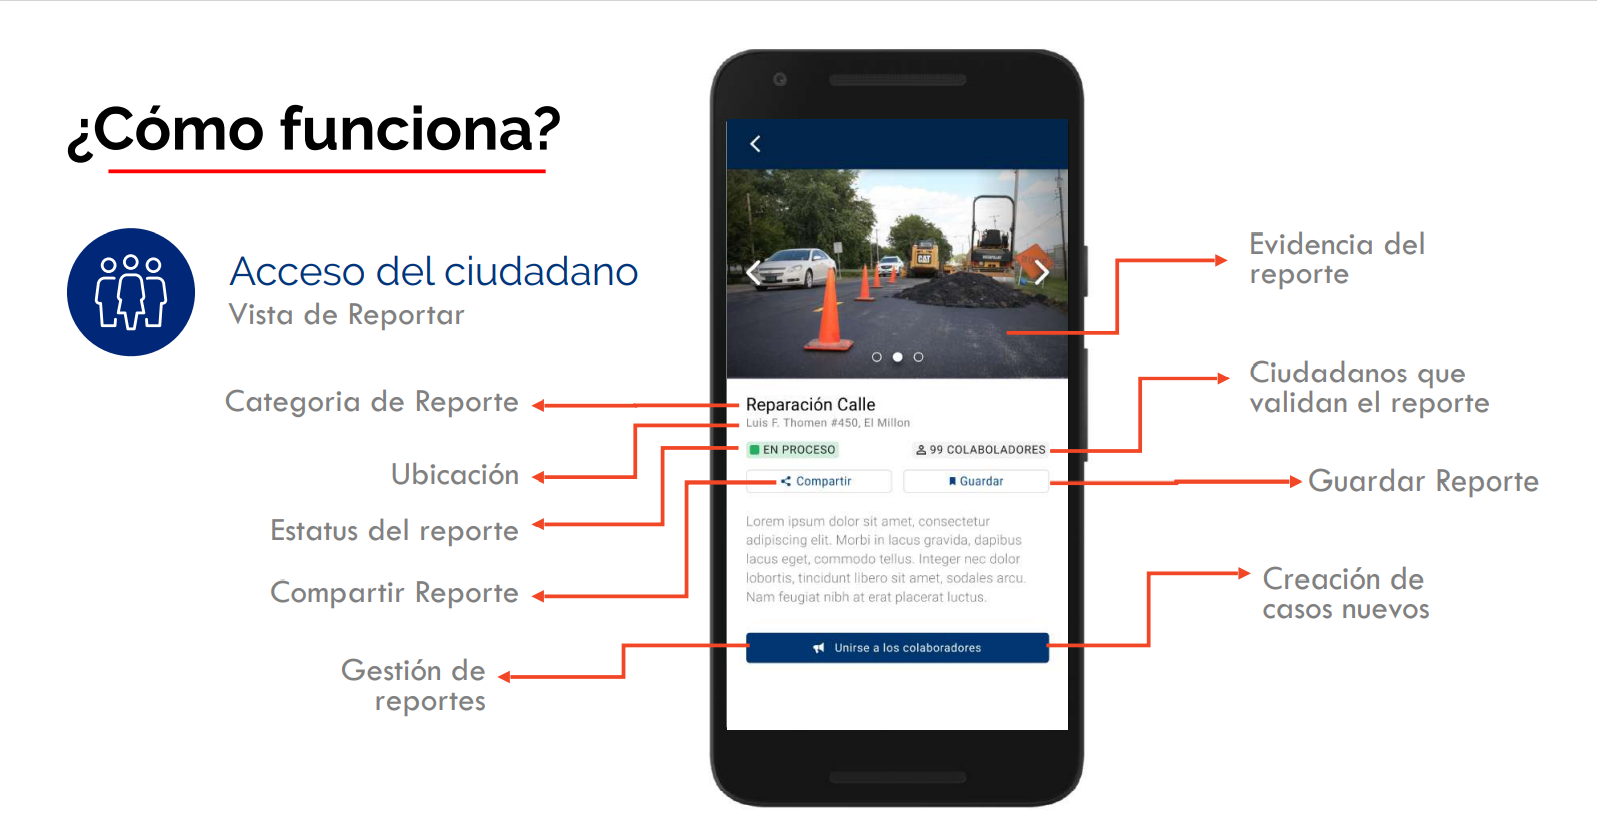 ¿Cómo funciona?
Acceso del ciudadano
Vista de Reportar
Categoria de Reporte
Ubicación
Estatus del reporte
Compartir Reporte
Gestión de
reportes
CAT
Reparación Calle
Luis F. Thomen #450, El Millon
EN PROCESO
99 COLABOLADORES
Compartir
Guardar
Lorem ipsum dolor sit amet, consectetur
adipiscing elit. Morbi in lacus gravida, dapibus
lacus eget, commodo tellus. Integer nec dolor
lobortis, tincidunt libero sit amet, sodales arcu.
Nam feugiat nibh at erat placerat luctus.
Unirse a los colaboradores
Evidencia del
reporte
Ciudadanos que
validan el reporte
Guardar Reporte
Creación de
casos nuevos